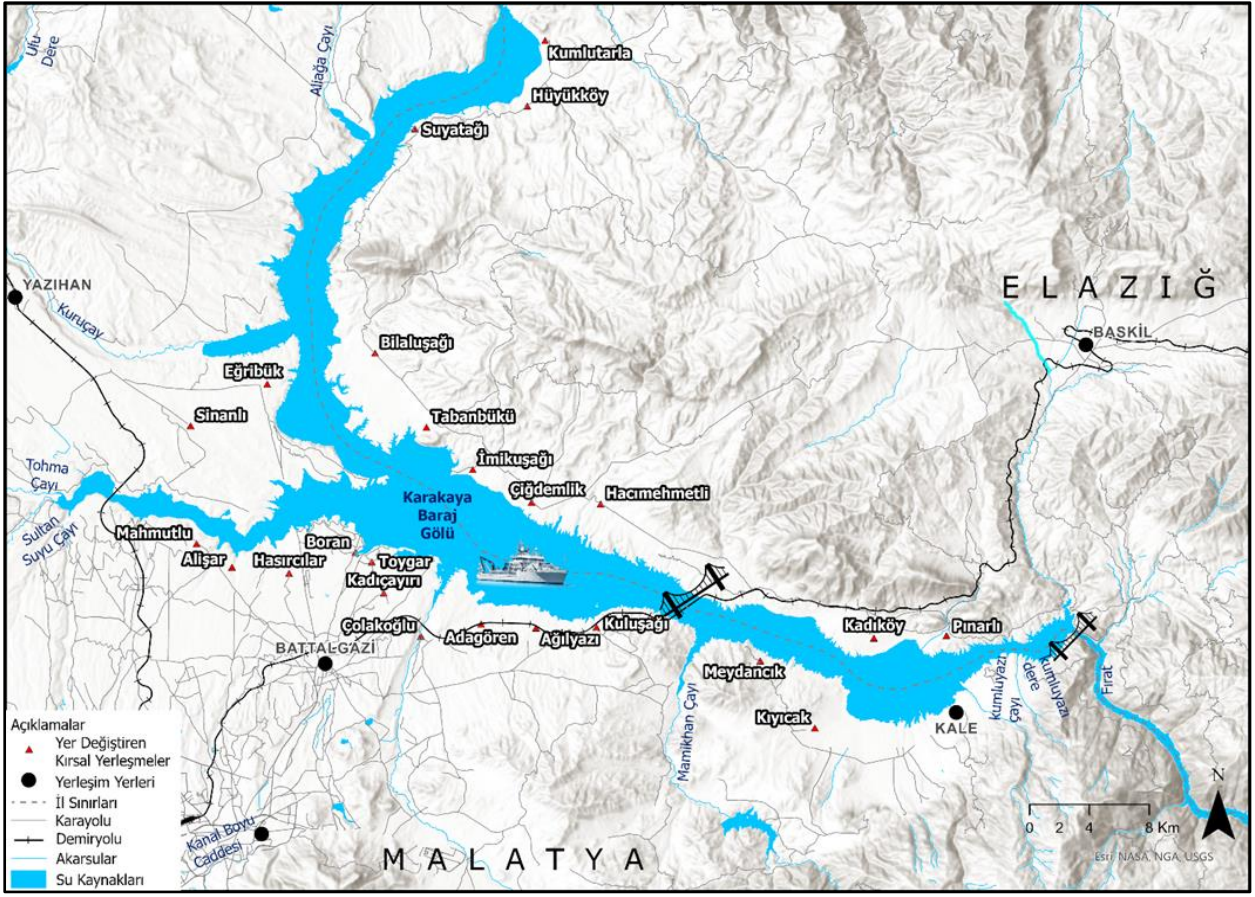 Ulu
Dere
Aliağa Çayı
Kumlutarla
Hüyükköy
Suyatağı
ELAZIĞ
YAZIHAN
Kuruçay
BASKİL
Bilaluşağı
Eğribük
Sinanlı
Tabanbükü
İmikuşağı
Tohma
Çayı
Çiğdemlik
Hacımehmetli
Karakaya
Baraj
Gölü
Sultan
Suyu Çayı
Mahmutlu
Boran
Alişar
Hasırcılar
Toygar
Kadıçayırı
Çolakoğlu
Adagören
Ağılyazı
Kuluşağı
Kadıköy
Pınarlı
BATTALGAZİ
Meydancık
kumluyazı
çayı
kumluyazı
dere
Fırat
Mamikhan Çayı
Kıyıcak
KALE
Açıklamalar
Yer Değiştiren
Kırsal Yerleşmeler
Yerleşim Yerleri
İl Sınırları
Karayolu
Demiryolu
Akarsular
Su Kaynakları
Kanal Boyu
Caddesi
MALATYA
N
0 2 4 8 Km
Esri, NASA, NGA, USGS